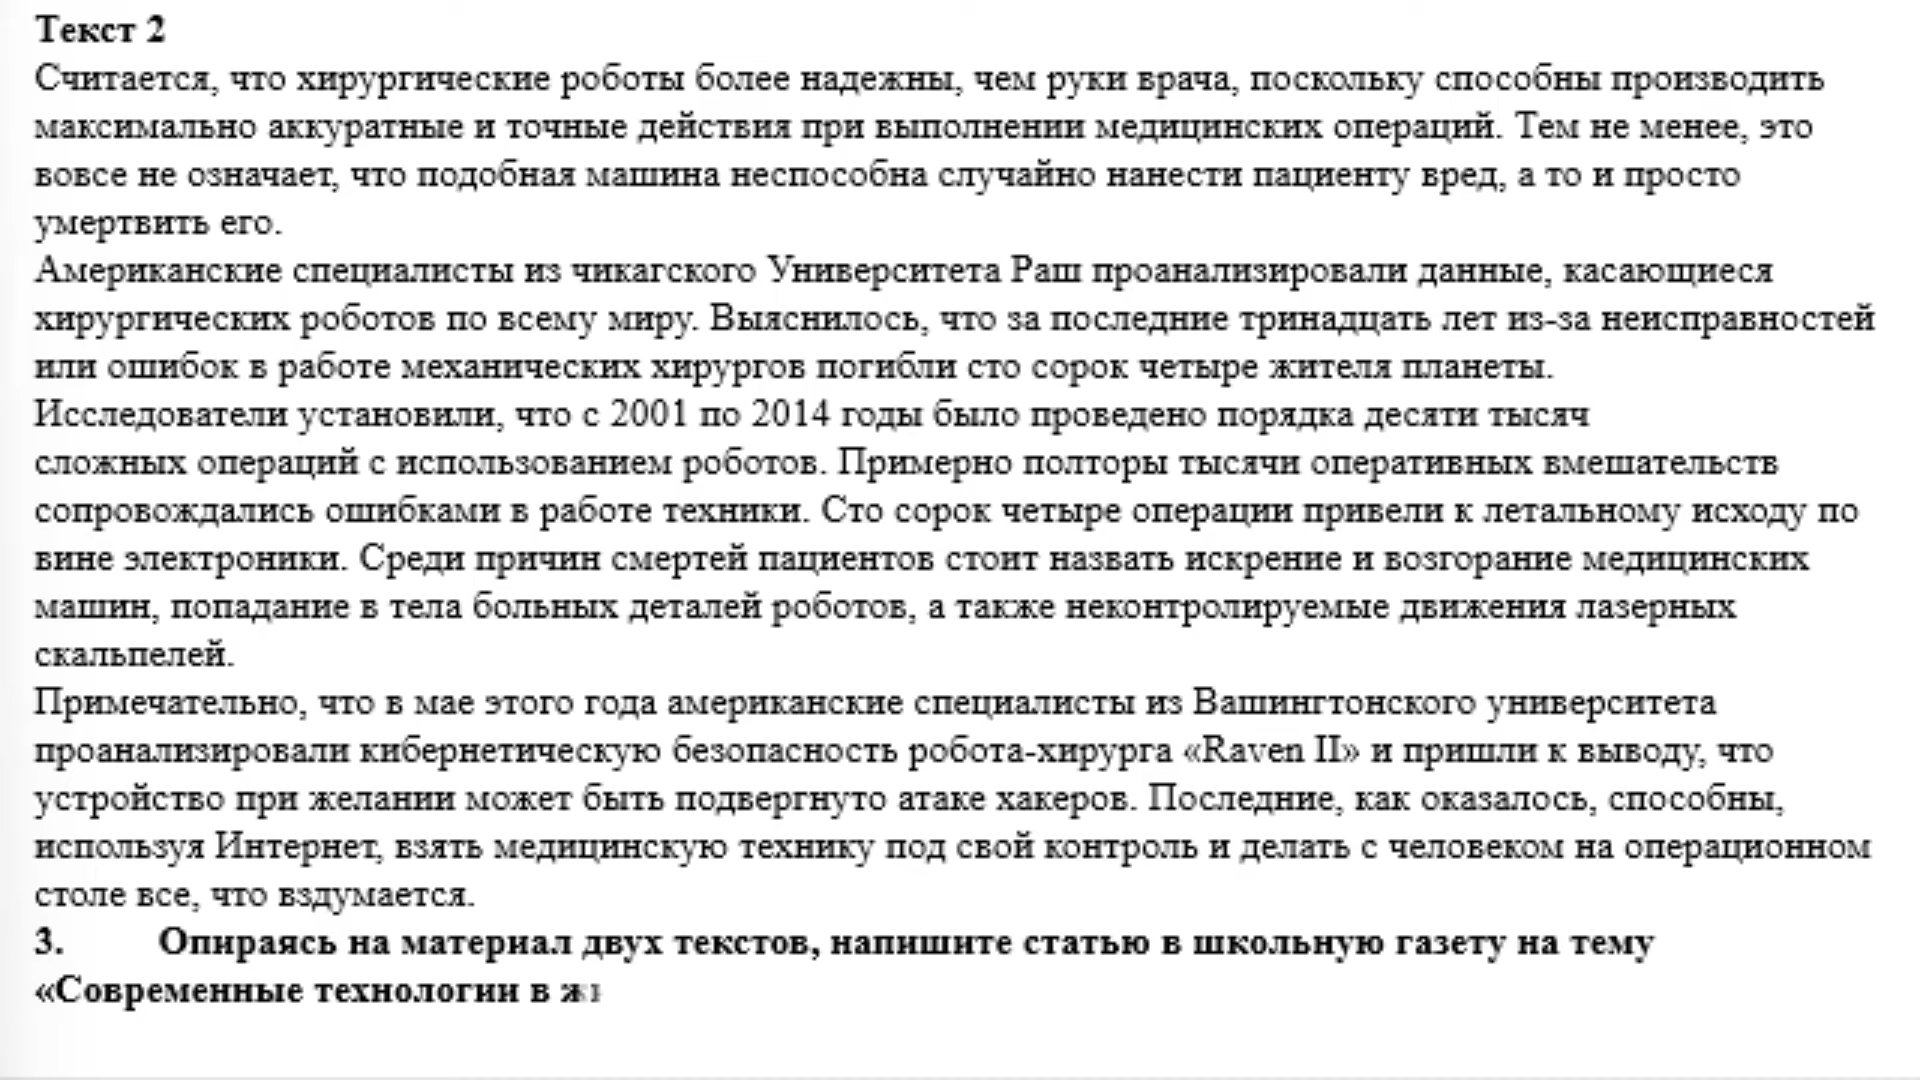 Текст 2
Считается, что хирургические роботы более надежны, чем руки врача, поскольку способны производить
максимально аккуратные и точные действия при выполнении медицинских операций. Тем не менее, это
вовсе не означает, что подобная машина неспособна случайно нанести пациенту вред, а то и просто
умертвить его.
Американские специалисты из чикагского Университета Раш проанализировали данные, касающиеся
хирургических роботов по всему миру. Выяснилось, что за последние тринадцать лет из-за неисправностей
или ошибок в работе механических хирургов погибли сто сорок четыре жителя планеты.
Исследователи установили, что с 2001 по 2014 годы было проведено порядка десяти тысяч
сложных операций с использованием роботов. Примерно полторы тысячи оперативных вмешательств
сопровождались ошибками в работе техники. Сто сорок четыре операции привели к летальному исходу по
вине электроники. Среди причин смертей пациентов стоит назвать искрение и возгорание медицинских
машин, попадание в тела больных деталей роботов, а также неконтролируемые движения лазерных
скальпелей.
Примечательно, что в мае этого года американские специалисты из Вашингтонского университета
проанализировали кибернетическую безопасность робота-хирурга «Raven II» и пришли к выводу, что
устройство при желании может быть подвергнуто атаке хакеров. Последние, как оказалось, способны,
используя Интернет, взять медицинскую технику под свой контроль и делать с человеком на операционном
столе все, что вздумается.
3. Опираясь на материал двух текстов, напишите статью в школьную газету на тему
«Современные технологии в